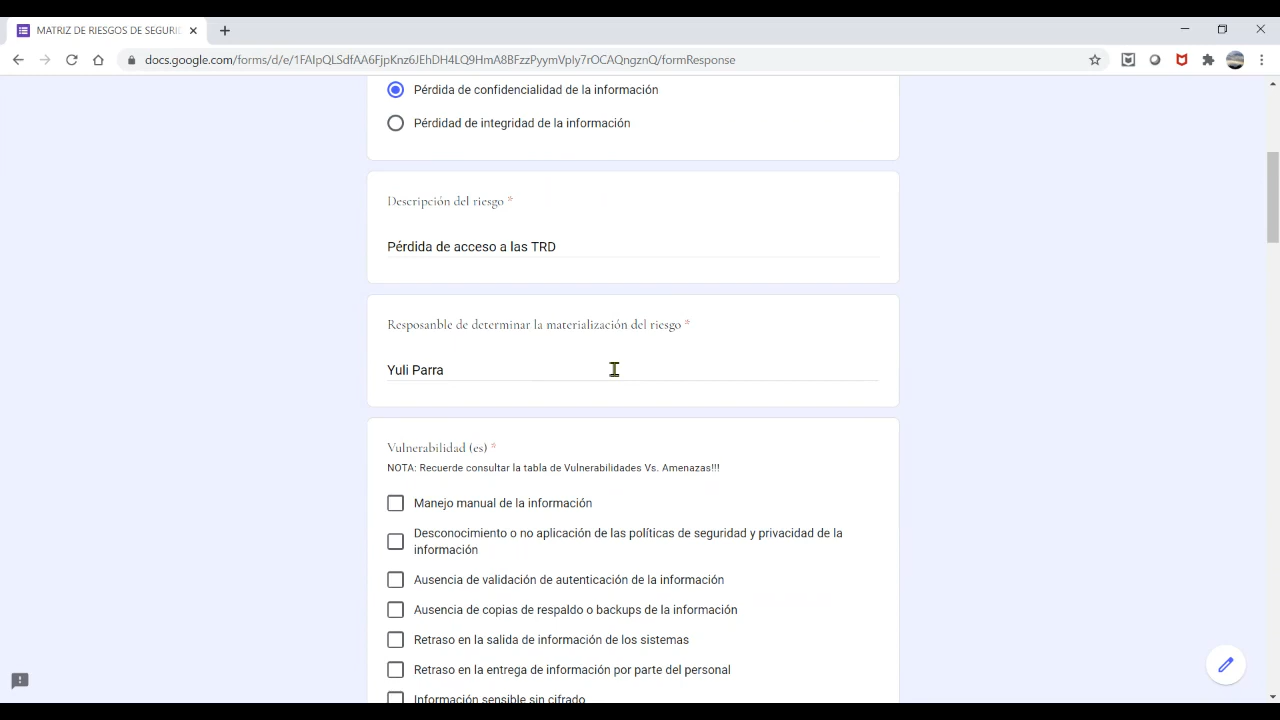 MATRIZ DE RIESGOS DE SEGURI
docs.google.com/forms/d/e/1FAIpQLSdfAA6FjpKnz6JEhDH4LQ9HnA8BFzzPyymVply7rOCAQngznQ/formResponse
Pérdida de confidencialidad de la información
Pérdidad de integridad de la información
Descripción del riesgo *
Pérdida de acceso a las TRD
Resposanble de determinar la materialización del riesgo *
Yuli Parra
Vulnerabilidad (es) *
NOTA: Recuerde consultar la tabla de Vulnerabilidades Vs. Amenazas!!!
Manejo manual de la información
Desconocimiento o no aplicación de las políticas de seguridad y privacidad de la
información
Ausencia de validación de autenticación de la información
Ausencia de copias de respaldo o backups de la información
Retraso en la salida de información de los sistemas
Retraso en la entrega de información por parte del personal
Información sensible sin cifrado